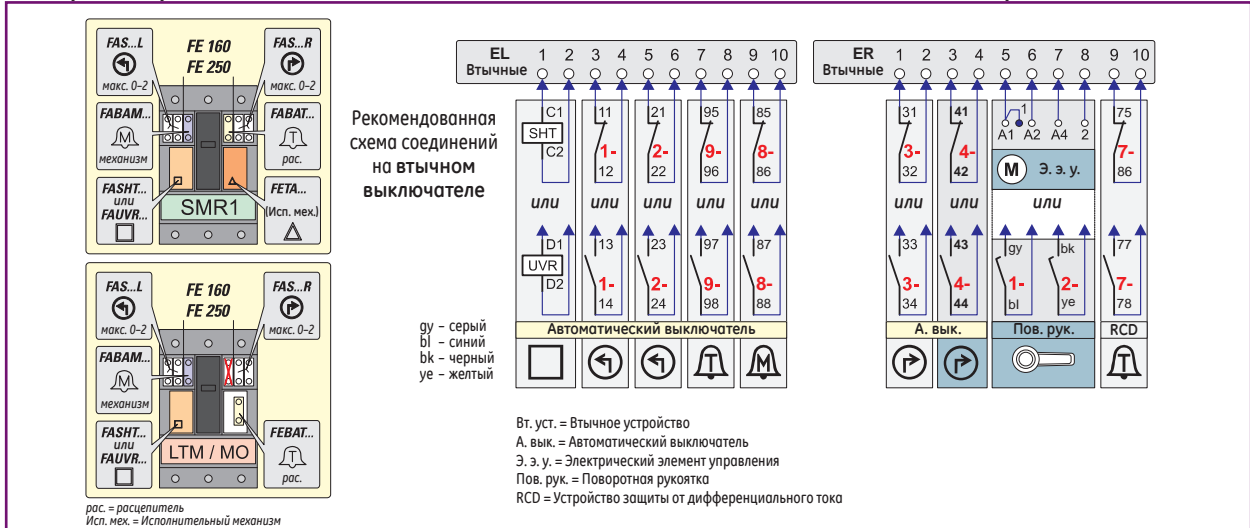 FAS...L
макс. 0–2
FE 160
FE 250
FAS...R
макс. 0–2
FABAM...
M
механизм
FABAT...
T
рас.
FASHT...
или
FAUVR...
SMR1
FETA...
(Исп. мех.)
FAS...L
макс. 0–2
FE 160
FE 250
FAS...R
макс. 0–2
FABAM...
M
механизм
FASHT...
или
FAUVR...
LTM / MO
FEBAT...
T
рас.
рас. = расцепитель
Исп. мех. = Исполнительный механизм
Рекомендованная
схема соединений
на втычном
выключателе
gy – серый
bl – синий
bk – черный
ye – желтый
EL 1 2 3 4 5 6 7 8 9 10
Втычные
C1 11 21 95 85
SHT 1- 2- 9- 8-
C2 12 22 96 86
или или или или или
D1 13 23 97 87
UVR 1- 2- 9- 8-
D2 14 24 98 88
Автоматический выключатель
T M
ER 1 2 3 4 5 6 7 8 9 10
Втычные
31 41 1 75
A1 A2 A4 2
3- 4- M Э. э. у. 7-
32 42 86
или или или или
33 43 gy bk 77
3- 4- 1- 2- 7-
34 44 bl ye 78
А. вык. Пов. рук. RCD
T
Вт. уст. = Втычное устройство
А. вык. = Автоматический выключатель
Э. э. у. = Электрический элемент управления
Пов. рук. = Поворотная рукоятка
RCD = Устройство защиты от дифференциального тока